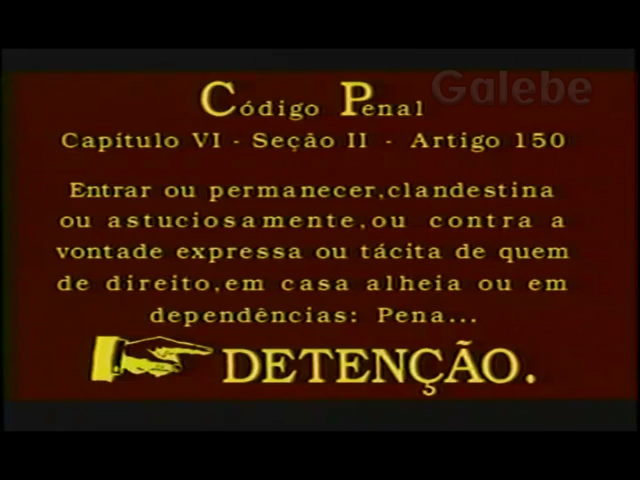 Galebe
Código Penal
Capítulo VI - Seção II - Artigo 150
Entrar ou permanecer,clandestina
ou astuciosamente,ou contra a
vontade expressa ou tácita de quem
de direito,em casa alheia ou em
dependências: Pena...
DETENÇÃO.